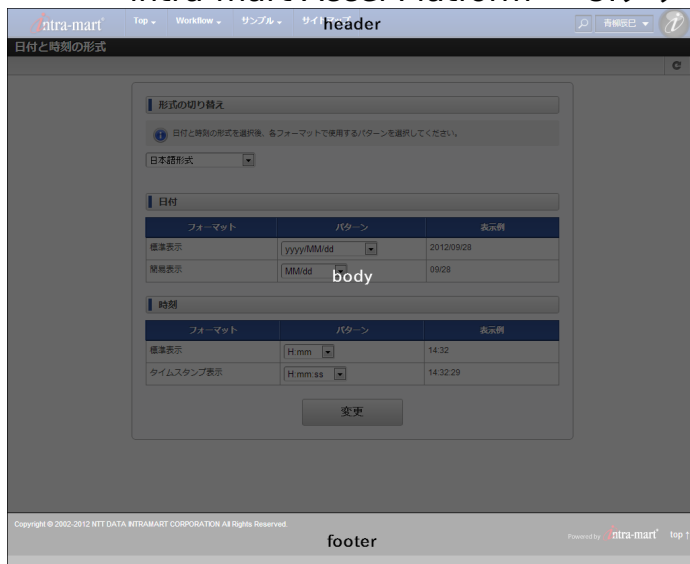 intra-mart Top Workflow サンプル サイトマップ header 青柳辰巳
日付と時刻の形式
形式の切り替え
日付と時刻の形式を選択後、各フォーマットで使用するパターンを選択してください。
日本語形式
日付
フォーマット パターン 表示例
標準表示 yyyy/MM/dd 2012/09/28
簡易表示 MM/dd 09/28
body
時刻
フォーマット パターン 表示例
標準表示 H:mm 14:32
タイムスタンプ表示 H:mm:ss 14:32:29
変更
Copyright © 2002-2012 NTT DATA INTRAMART CORPORATION All Rights Reserved.
footer
Powered by intra-mart top ↑